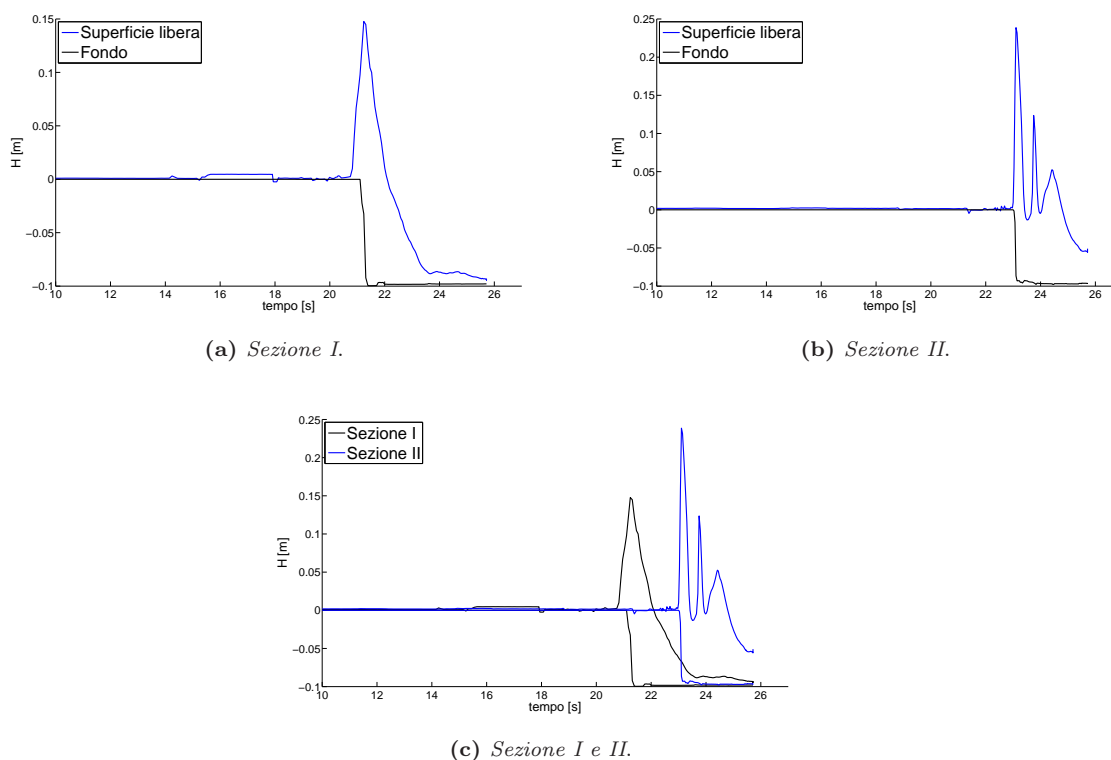 0.15
Superficie libera
Fondo
0.1
0.05
H [m]
0
−0.05
−0.1
10 12 14 16 18 20 22 24 26
tempo [s]
(a) Sezione I.
0.25
Superficie libera
Fondo
0.2
0.15
0.1
H [m]
0.05
0
−0.05
−0.1
10 12 14 16 18 20 22 24 26
tempo [s]
(b) Sezione II.
0.25
Sezione I
Sezione II
0.2
0.15
0.1
H [m]
0.05
0
−0.05
−0.1
10 12 14 16 18 20 22 24 26
tempo [s]
(c) Sezione I e II.